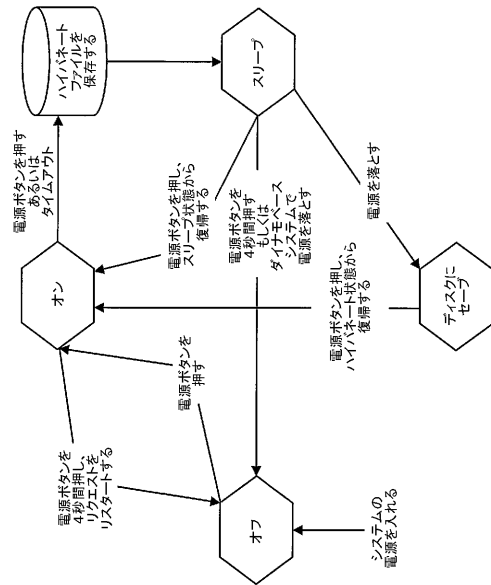 電源ボタンを押す
あるいは
タイムアウト
ハイバネート
ファイルを
保存する
オン
電源ボタンを
4秒間押し、
リクエストを
リスタートする
電源ボタンを
押す
電源ボタンを押し、
スリープ状態から
復帰する
スリープ
電源ボタンを
4秒間押す
もしくは
ダイナモベース
システムで
電源を落とす
電源を落とす
電源ボタンを押し、
ハイバネート状態から
復帰する
オフ
ディスクに
セーブ
システムの
電源を入れる